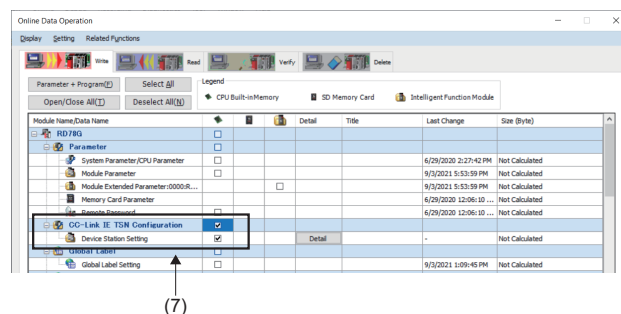 Online Data Operation
Display Setting Related Functions
Write Read Verify Delete
Parameter + Program(F) Select All Legend
Open/Close All(T) Deselect All(N) CPU Built-in Memory SD Memory Card Intelligent Function Module
Module Name/Data Name Detail Title Last Change Size (Byte)
RD78G
Parameter
System Parameter/CPU Parameter 6/29/2020 2:27:42 PM Not Calculated
Module Parameter 9/3/2021 5:53:59 PM Not Calculated
Module Extended Parameter:0000:R... 9/3/2021 5:53:59 PM Not Calculated
Memory Card Parameter 6/29/2020 12:06:10 ... Not Calculated
Remote Password 6/29/2020 12:06:10 ... Not Calculated
CC-Link IE TSN Configuration
Device Station Setting Detail - Not Calculated
Global Label
Global Label Setting 9/3/2021 1:09:45 PM Not Calculated
(7)